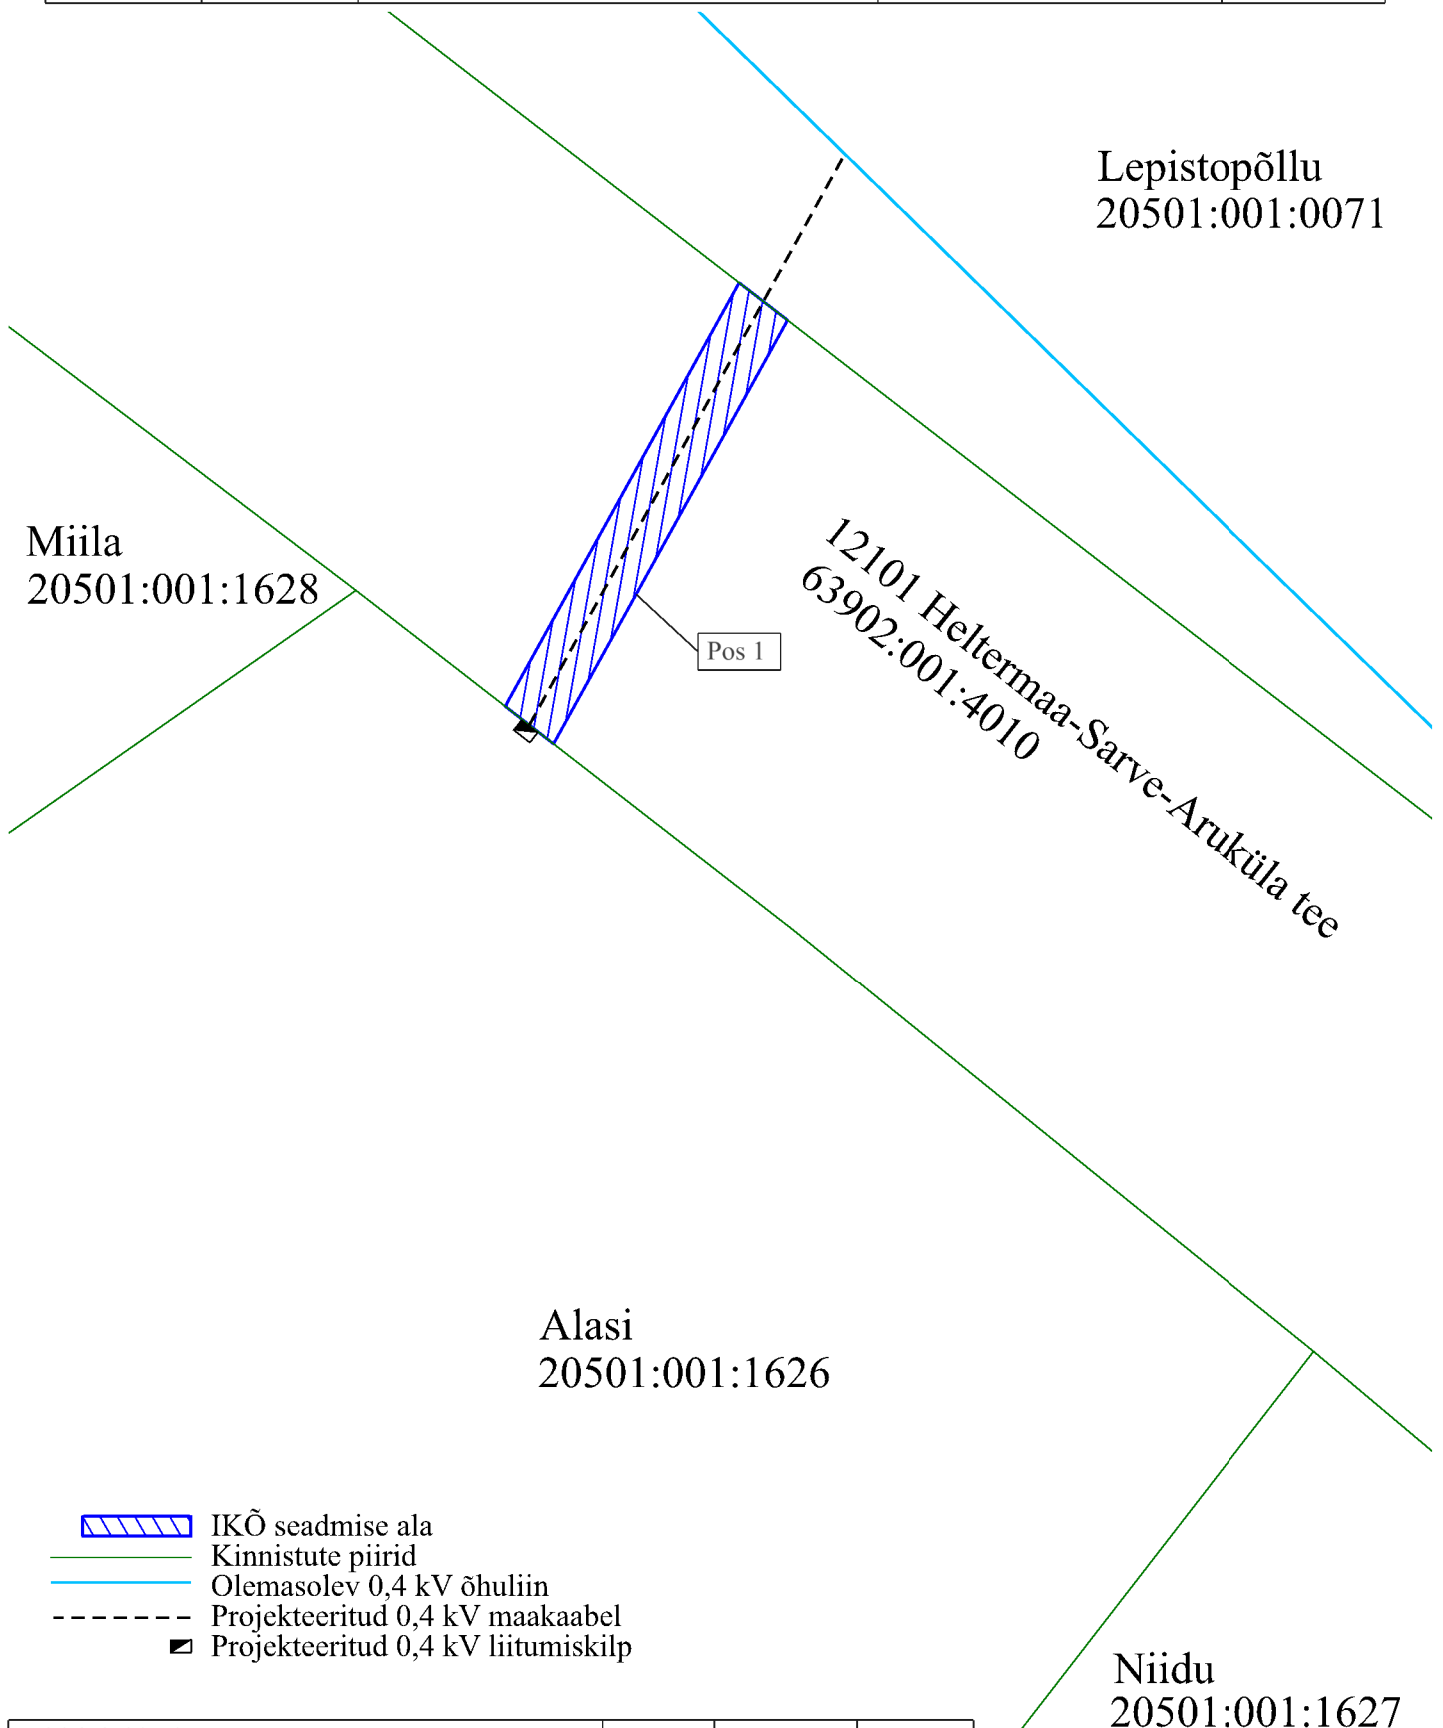 Lepistopõllu
20501:001:0071
Miila
20501:001:1628
12101 Heltermaa-Sarve-Aruküla tee
63902:001:4010
Pos 1
Alasi
20501:001:1626
IKÕ seadmise ala
Kinnistute piirid
Olemasolev 0,4 kV õhuliin
Projekteeritud 0,4 kV maakaabel
Projekteeritud 0,4 kV liitumiskilp
Niidu
20501:001:1627